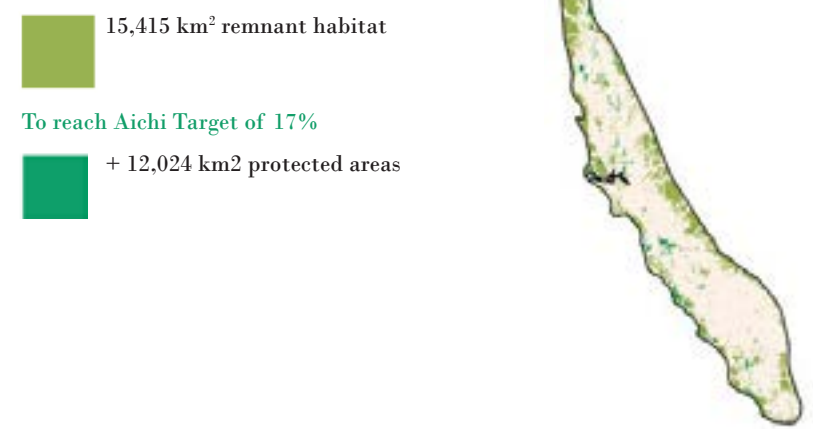 15,415 km² remnant habitat
To reach Aichi Target of 17%
+ 12,024 km2 protected areas